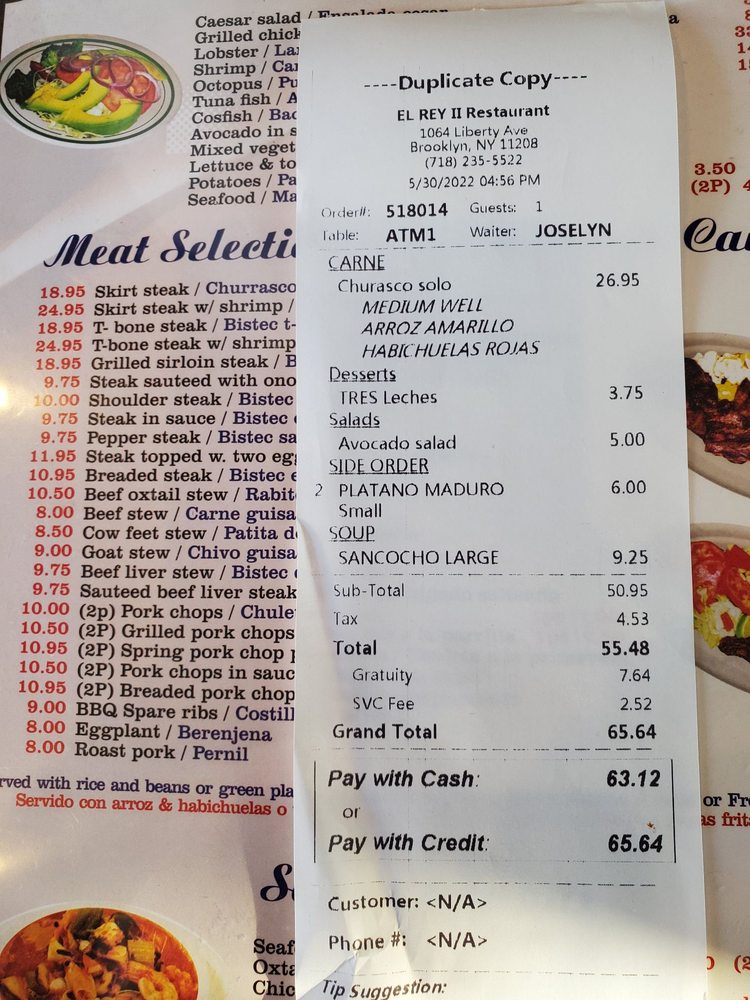 Caesar salad / Ensalada cesar
Grilled chick
Lobster / La
Shrimp / Ca
Octopus / Pu
Tuna fish / A
Cosfish / Bac
Avocado in s
Mixed veget
Lettuce & to
Potatoes / Pa
Seafood / Ma
Meat Selectio
18.95 Skirt steak / Churrasco
24.95 Skirt steak w/ shrimp /
18.95 T- bone steak / Bistec t-
24.95 T-bone steak w/ shrimp
18.95 Grilled sirloin steak / B
9.75 Steak sauteed with ono
10.00 Shoulder steak / Bistec
9.75 Steak in sauce / Bistec
9.75 Pepper steak / Bistec sa
11.95 Steak topped w. two egg
10.95 Breaded steak / Bistec e
10.50 Beef oxtail stew / Rabit
8.00 Beef stew / Carne guisa
8.50 Cow feet stew / Patita d
9.00 Goat stew / Chivo guisa
9.75 Beef liver stew / Bistec
9.75 Sauteed beef liver steak
10.00 (2p) Pork chops / Chule
10.50 (2P) Grilled pork chops
10.95 (2P) Spring pork chop
10.50 (2P) Pork chops in sauc
10.95 (2P) Breaded pork chop
9.00 BBQ Spare ribs / Costill
8.00 Eggplant / Berenjena
8.00 Roast pork / Pernil
rved with rice and beans or green pla
Servido con arroz & habichuelas o
S
Seaf
Oxta
Chic
----Duplicate Copy----
EL REY II Restaurant
1064 Liberty Ave
Brooklyn, NY 11208
(718) 235-5522
5/30/2022 04:56 PM
Order#: 518014 Guests: 1
Table: ATM1 Waiter: JOSELYN
CARNE
Churasco solo 26.95
MEDIUM WELL
ARROZ AMARILLO
HABICHUELAS ROJAS
Desserts
TRES Leches 3.75
Salads
Avocado salad 5.00
SIDE ORDER
2 PLATANO MADURO 6.00
Small
SOUP
SANCOCHO LARGE 9.25
Sub-Total 50.95
Tax 4.53
Total 55.48
Gratuity 7.64
SVC Fee 2.52
Grand Total 65.64
Pay with Cash: 63.12
or
Pay with Credit: 65.64
Customer: <N/A>
Phone #: <N/A>
Tip Suggestion:
3.50
(2P) 4
Ca
or Fr
as frit
(2